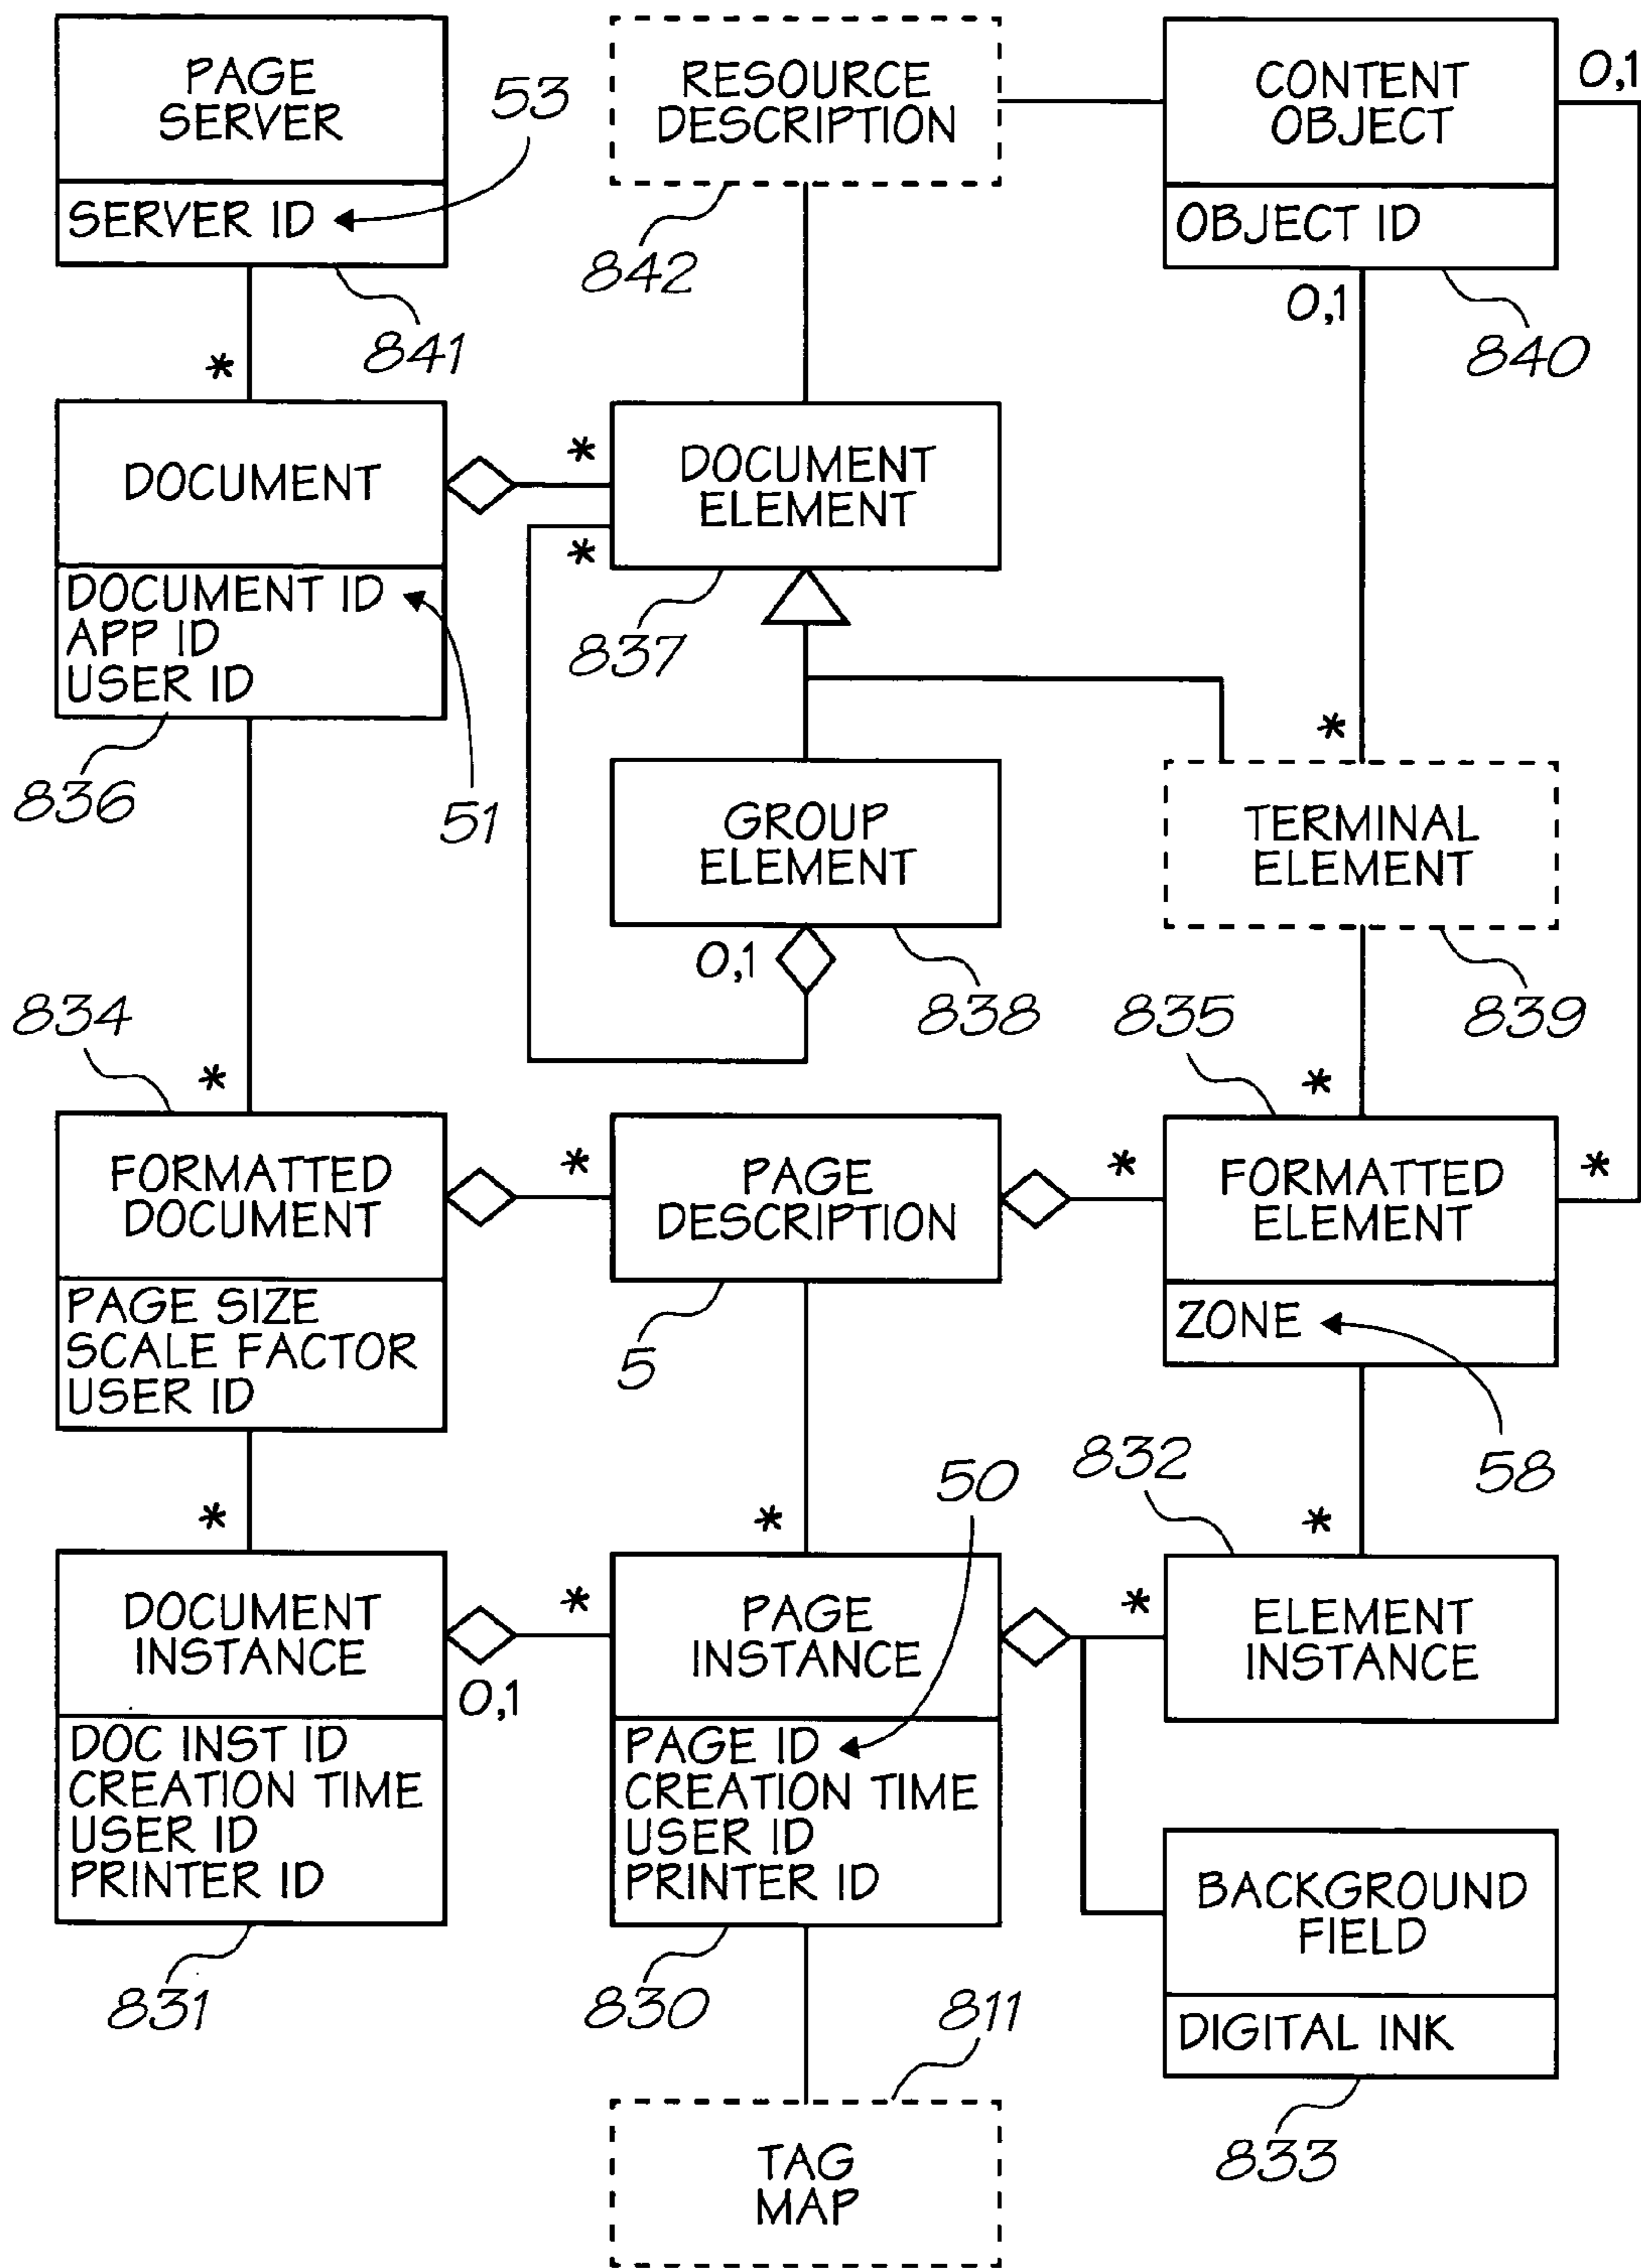 PAGE
SERVER
53
SERVER ID
841
RESOURCE
DESCRIPTION
842
CONTENT
OBJECT
0,1
OBJECT ID
0,1
840
*
DOCUMENT
DOCUMENT ID
APP ID
USER ID
836
51
*
*
DOCUMENT
ELEMENT
837
GROUP
ELEMENT
0,1
838
*
TERMINAL
ELEMENT
839
834
*
FORMATTED
DOCUMENT
PAGE SIZE
SCALE FACTOR
USER ID
*
PAGE
DESCRIPTION
5
835
*
*
*
FORMATTED
ELEMENT
ZONE
58
*
DOCUMENT
INSTANCE
0,1
DOC INST ID
CREATION TIME
USER ID
PRINTER ID
831
*
*
50
PAGE
INSTANCE
PAGE ID
CREATION TIME
USER ID
PRINTER ID
830
832
*
*
ELEMENT
INSTANCE
BACKGROUND
FIELD
DIGITAL INK
833
811
TAG
MAP